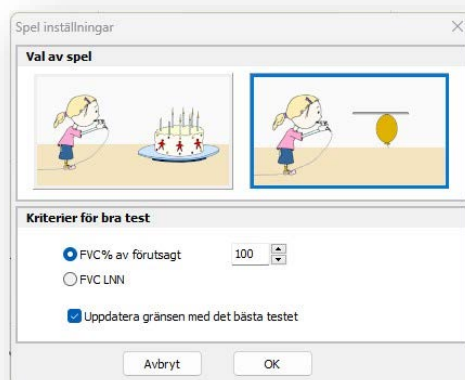 Spel inställningar
Val av spel
Kriterier för bra test
FVC% av förutsagt 100
FVC LNN
Uppdatera gränsen med det bästa testet
Avbryt OK